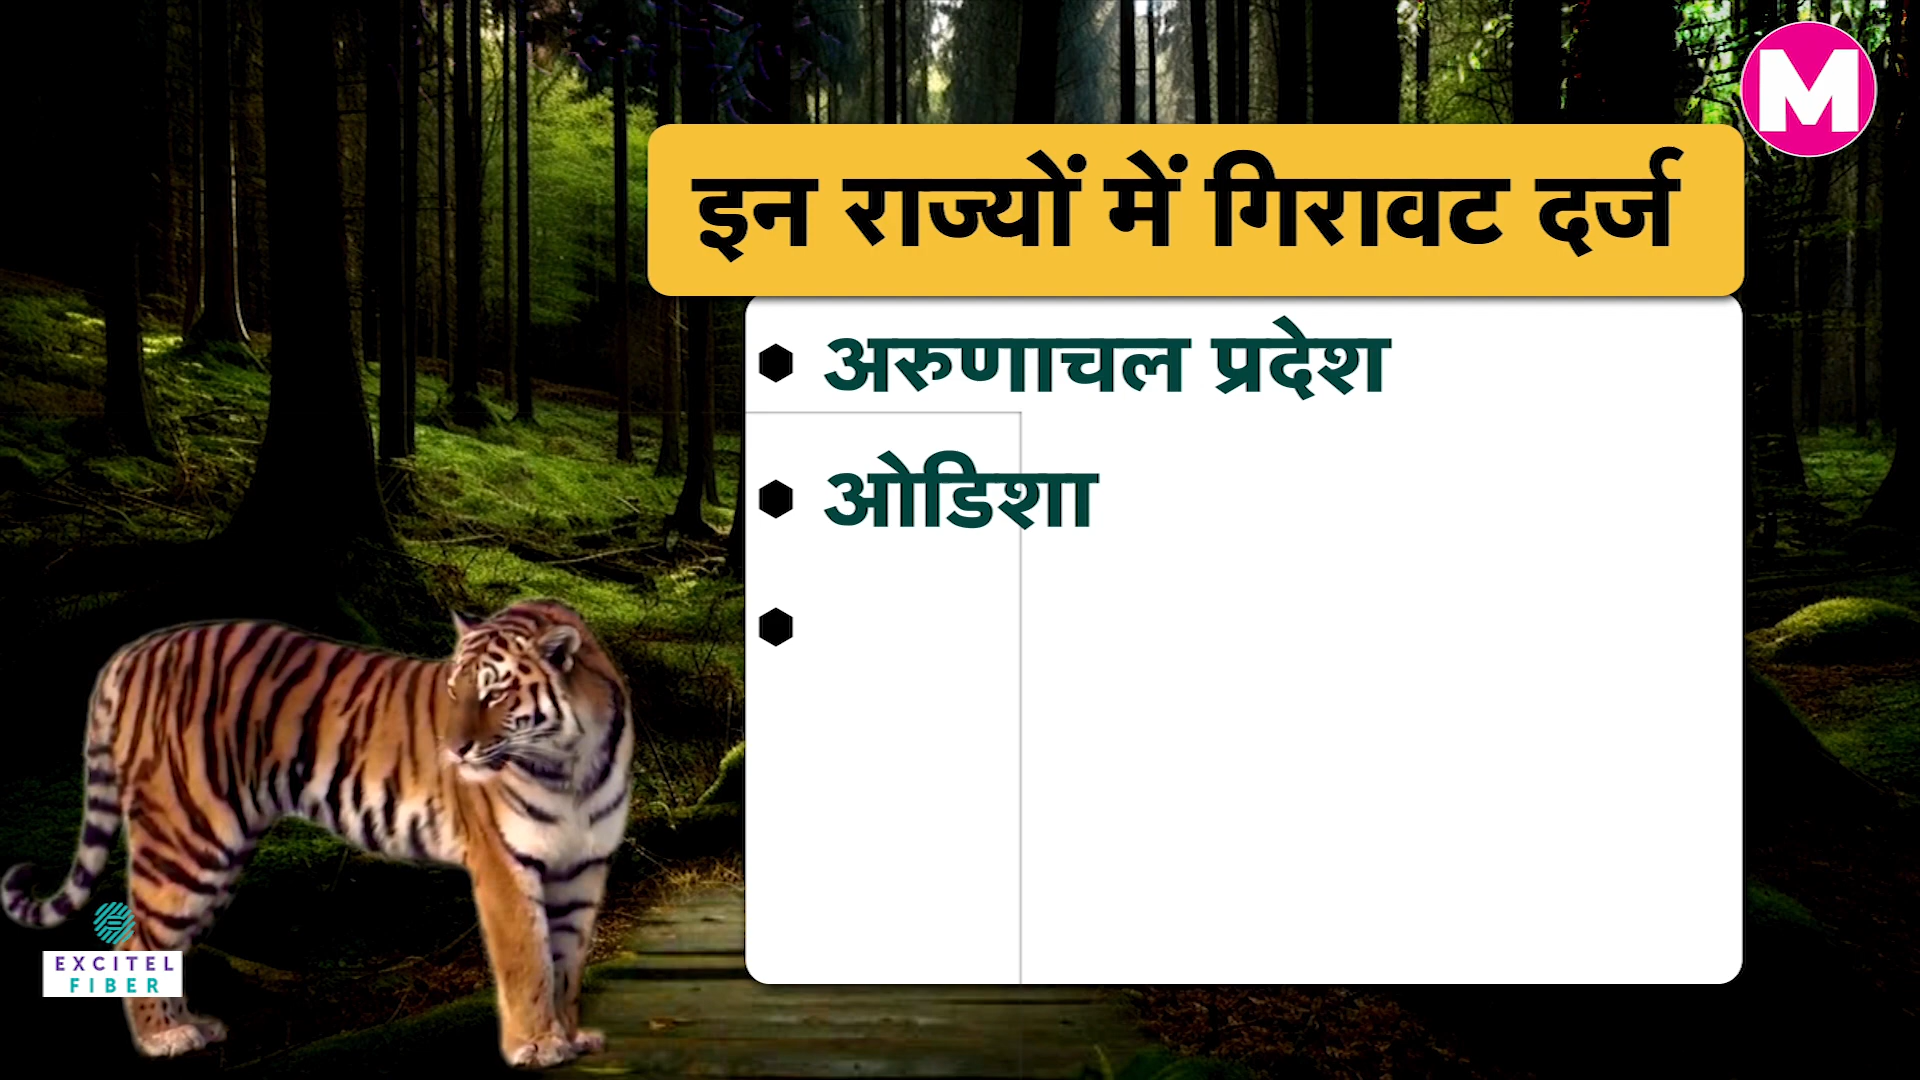 M
इन राज्यों में गिरावट दर्ज
अरुणाचल प्रदेश
ओडिशा
EXCITEL
FIBER